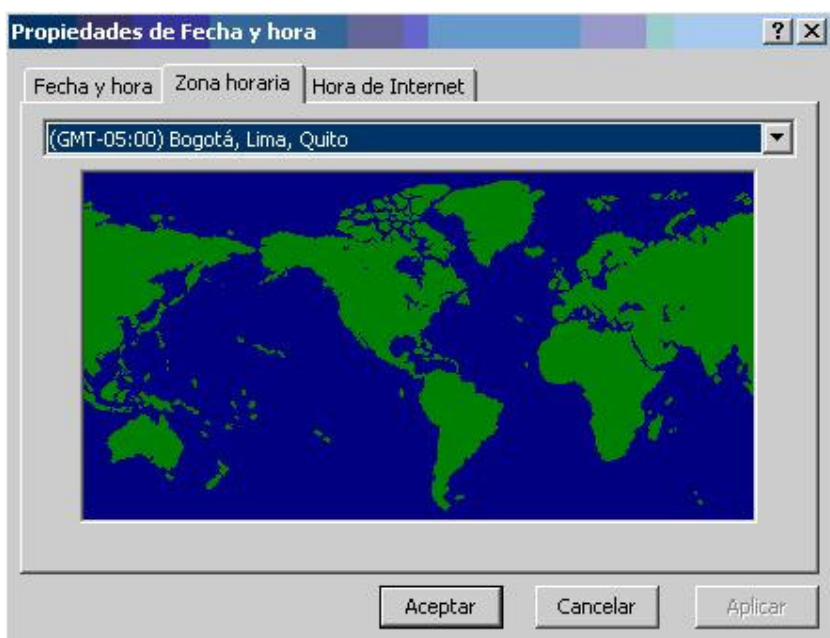 Propiedades de Fecha y hora
Fecha y hora Zona horaria Hora de Internet
(GMT-05:00) Bogotá, Lima, Quito
Aceptar Cancelar Aplicar